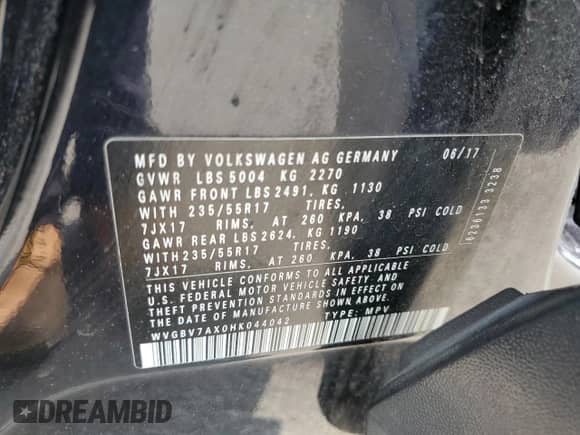 MFD BY VOLKSWAGEN AG GERMANY 06/17
GVWR LBS 5004 KG 2270
GAWR FRONT LBS 2491, KG 1130
WITH 235/55R17 TIRES,
7JX17 RIMS, AT 260 KPA, 38 PSI COLD
GAWR REAR LBS 2624, KG 1190
WITH 235/55R17 TIRES,
7JX17 RIMS, AT 260 KPA, 38 PSI COLD
THIS VEHICLE CONFORMS TO ALL APPLICABLE
U.S. FEDERAL MOTOR VEHICLE SAFETY AND
THEFT PREVENTION STANDARDS IN EFFECT ON
THE DATE OF MANUFACTURE SHOWN ABOVE.
WVGBV7AX0HK044042 TYPE: MPV
6230133 3238
DREAMBID